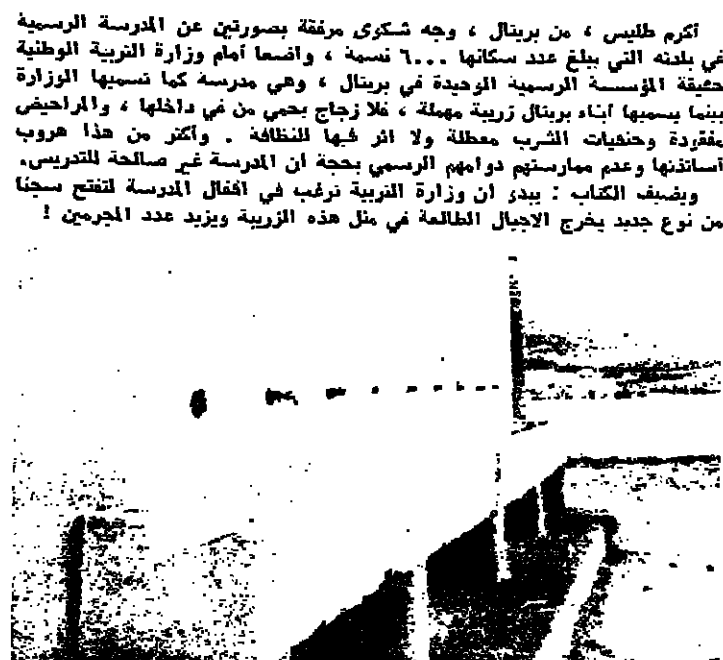 أكرم طليس ، من بريتال ، وجه شكوى مرفقة بصورتين عن المدرسة الرسمية
في بلدته التي يبلغ عدد سكانها ٦٠٠٠ نسمة ، واضعا أمام وزارة التربية الوطنية
حقيقة المؤسسة الرسمية الوحيدة في بريتال ، وهي مدرسة كما تسميها الوزارة
بينما يسميها أبناء بريتال زريبة مهملة ، فلا زجاج يحمي من في داخلها ، والمراحيض
مفقودة وحنفيات الشرب معطلة ولا اثر فيها للنظافة . وأكثر من هذا هروب
أساتذتها وعدم ممارستهم دوامهم الرسمي بحجة ان المدرسة غير صالحة للتدريس.
ويضيف الكتاب : يبدو أن وزارة التربية ترغب في اقفال المدرسة لتفتح سجنا
من نوع جديد يخرج الاجيال الطالعة في مثل هذه الزريبة ويزيد عدد المجرمين !